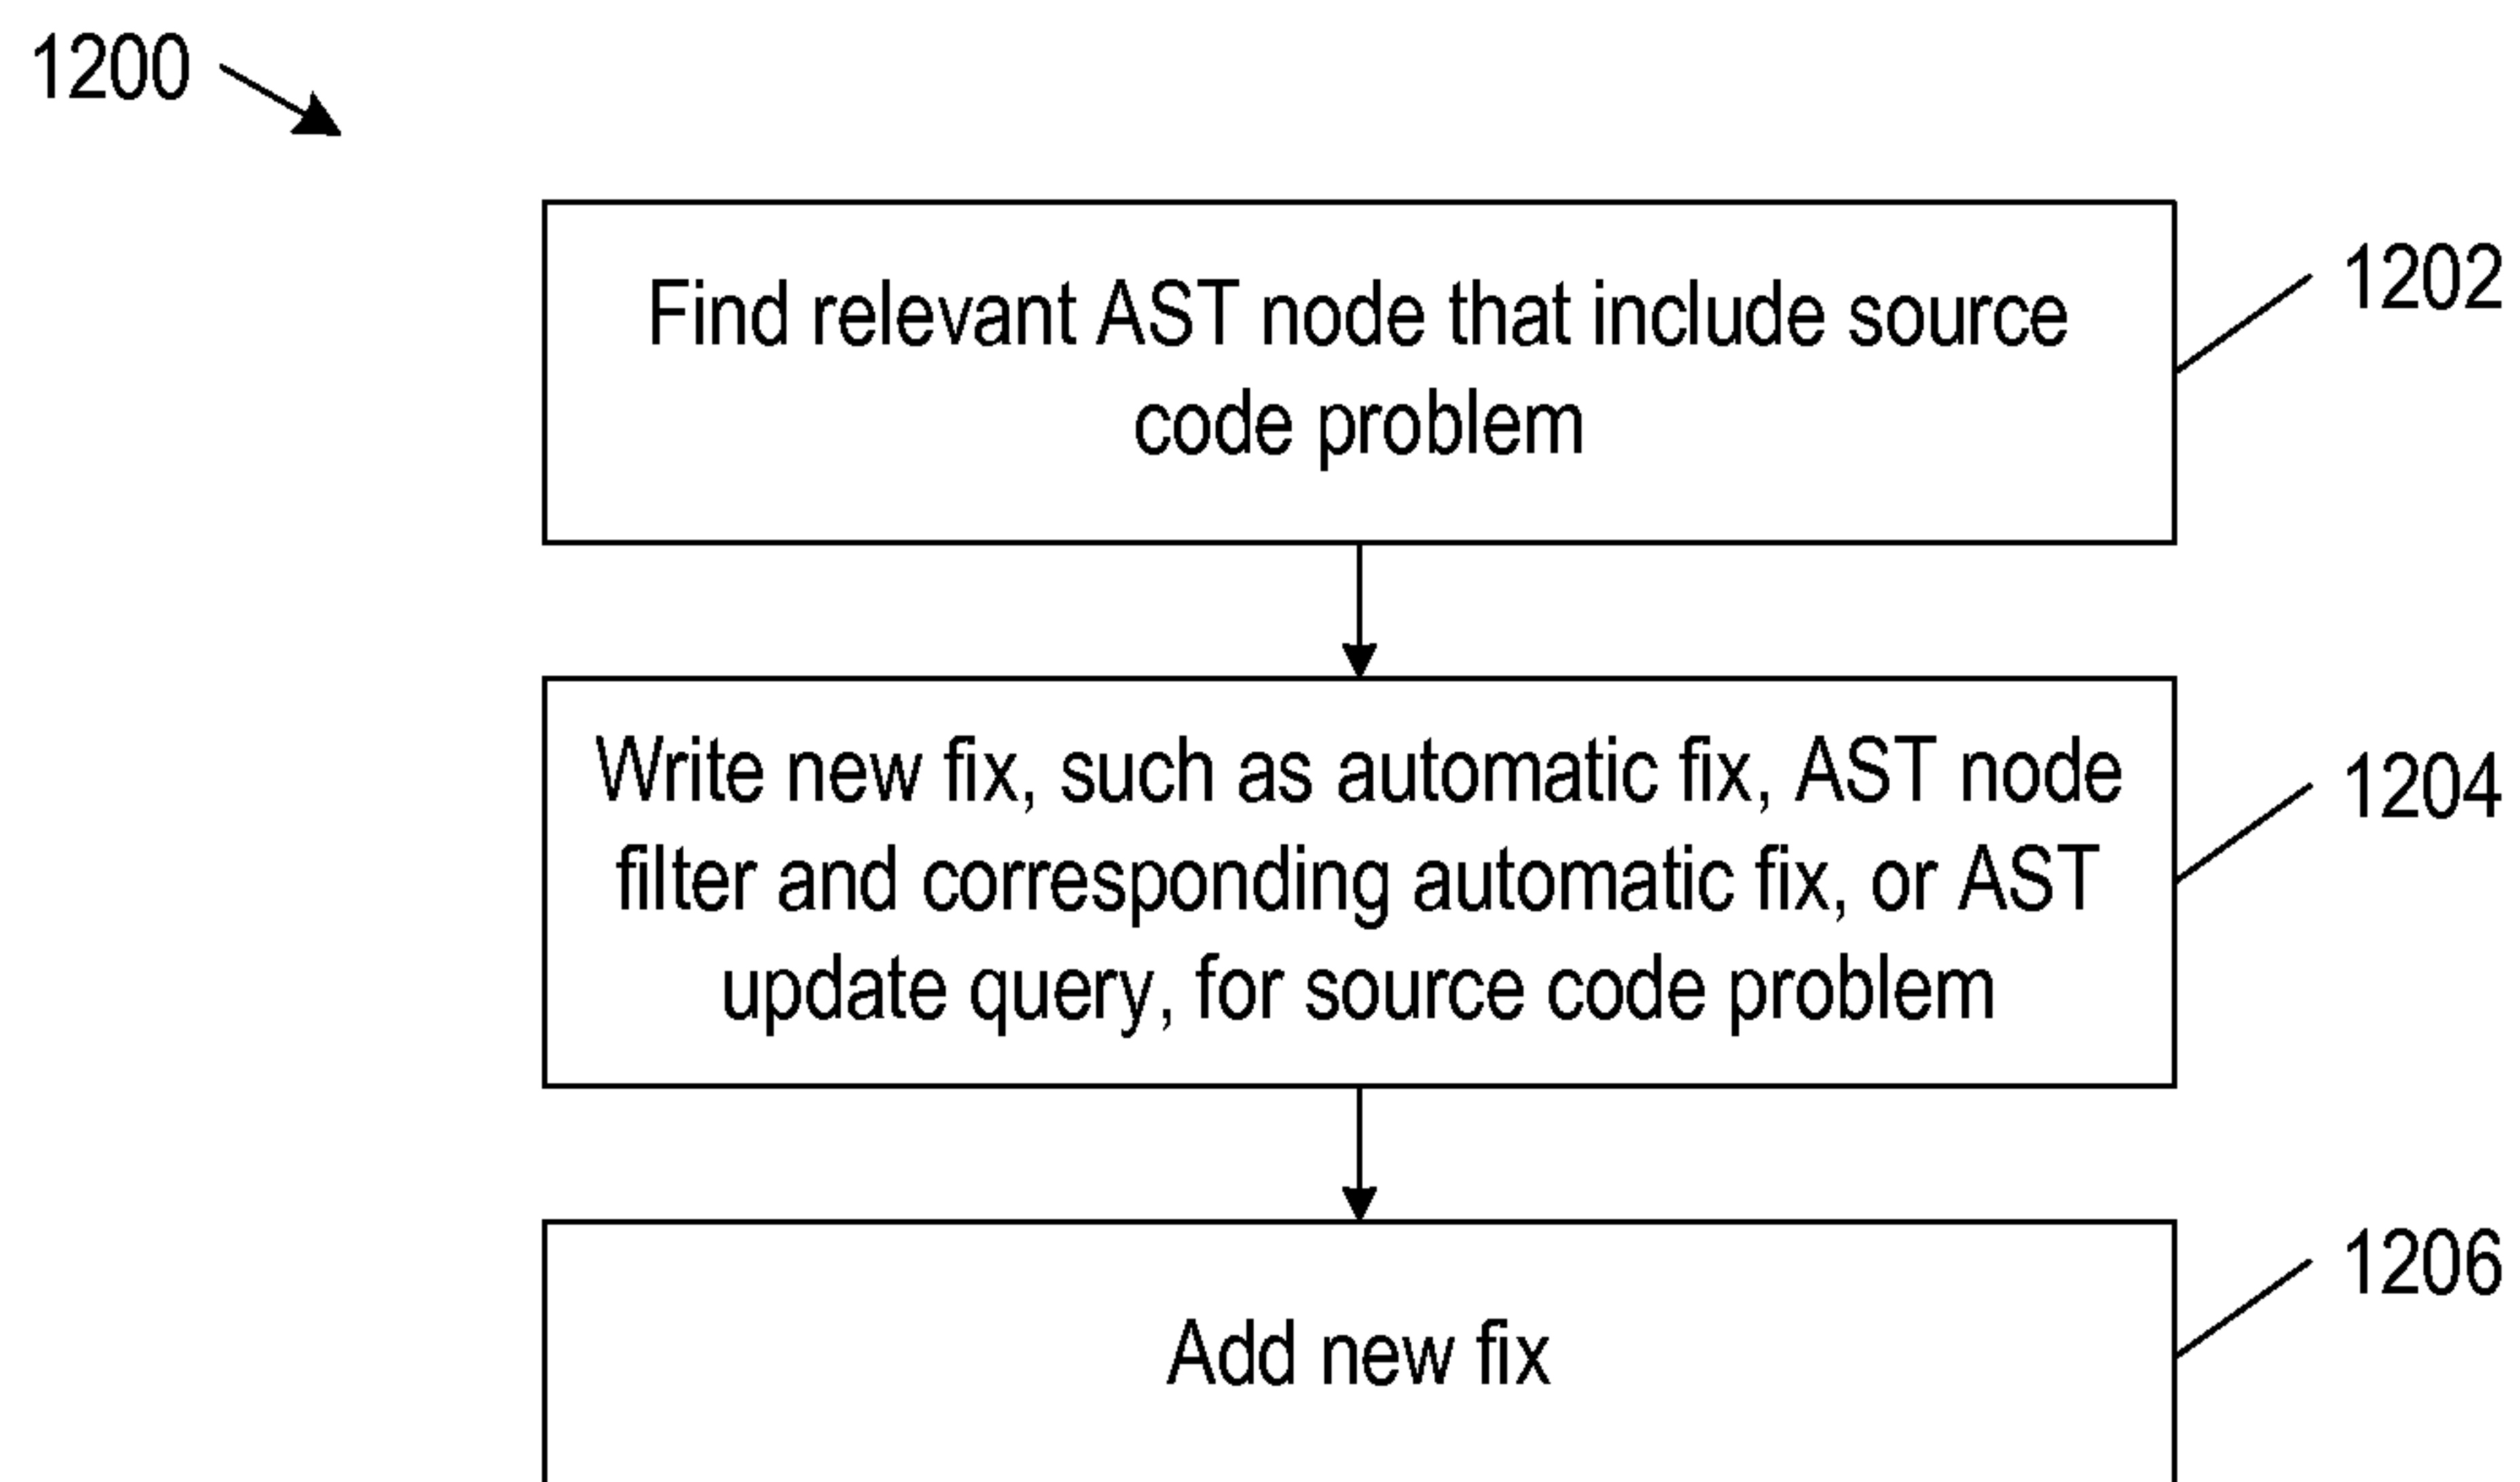 1200
Find relevant AST node that include source
code problem
1202
Write new fix, such as automatic fix, AST node
filter and corresponding automatic fix, or AST
update query, for source code problem
1204
Add new fix
1206